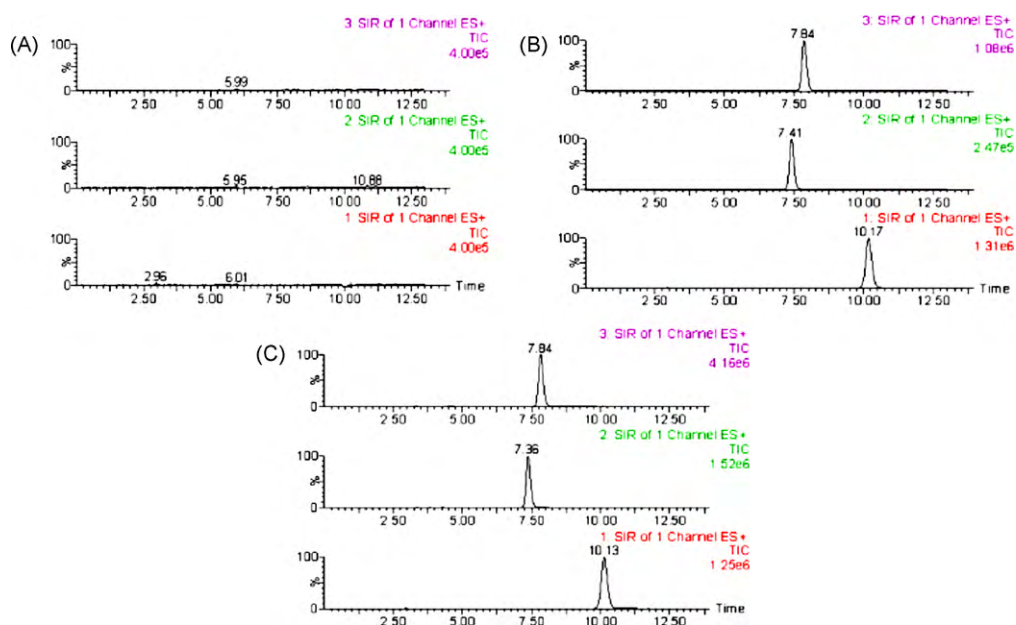 (A)
3: SIR of 1 Channel ES+
TIC
4.00e5
100
%
5.99
2.50 5.00 7.50 10.00 12.50
2: SIR of 1 Channel ES+
TIC
4.00e5
100
%
5.95 10.88
2.50 5.00 7.50 10.00 12.50
1: SIR of 1 Channel ES+
TIC
4.00e5
100
%
2.96 6.01
Time
2.50 5.00 7.50 10.00 12.50
(B)
3: SIR of 1 Channel ES+
TIC
1.08e6
7.84
100
%
2.50 5.00 7.50 10.00 12.50
2: SIR of 1 Channel ES+
TIC
2.47e5
7.41
100
%
2.50 5.00 7.50 10.00 12.50
1: SIR of 1 Channel ES+
TIC
1.31e6
10.17
100
%
Time
2.50 5.00 7.50 10.00 12.50
(C)
3: SIR of 1 Channel ES+
TIC
4.16e6
7.84
100
%
2.50 5.00 7.50 10.00 12.50
2: SIR of 1 Channel ES+
TIC
1.52e6
7.36
100
%
0
2.50 5.00 7.50 10.00 12.50
1: SIR of 1 Channel ES+
TIC
1.25e6
10.13
100
%
0
Time
2.50 5.00 7.50 10.00 12.50